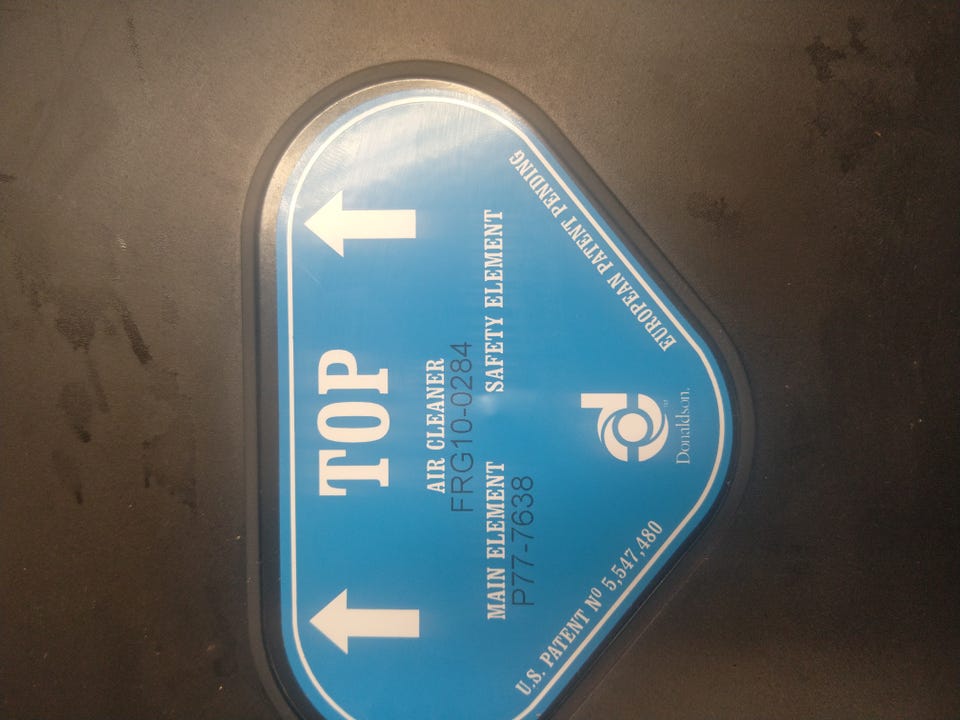 TOP
AIR CLEANER
FRG10-0284
MAIN ELEMENT
P77-7638
SAFETY ELEMENT
U.S. PATENT Nº 5,547,480
EUROPEAN PATENT PENDING
d
TM
Donaldson.